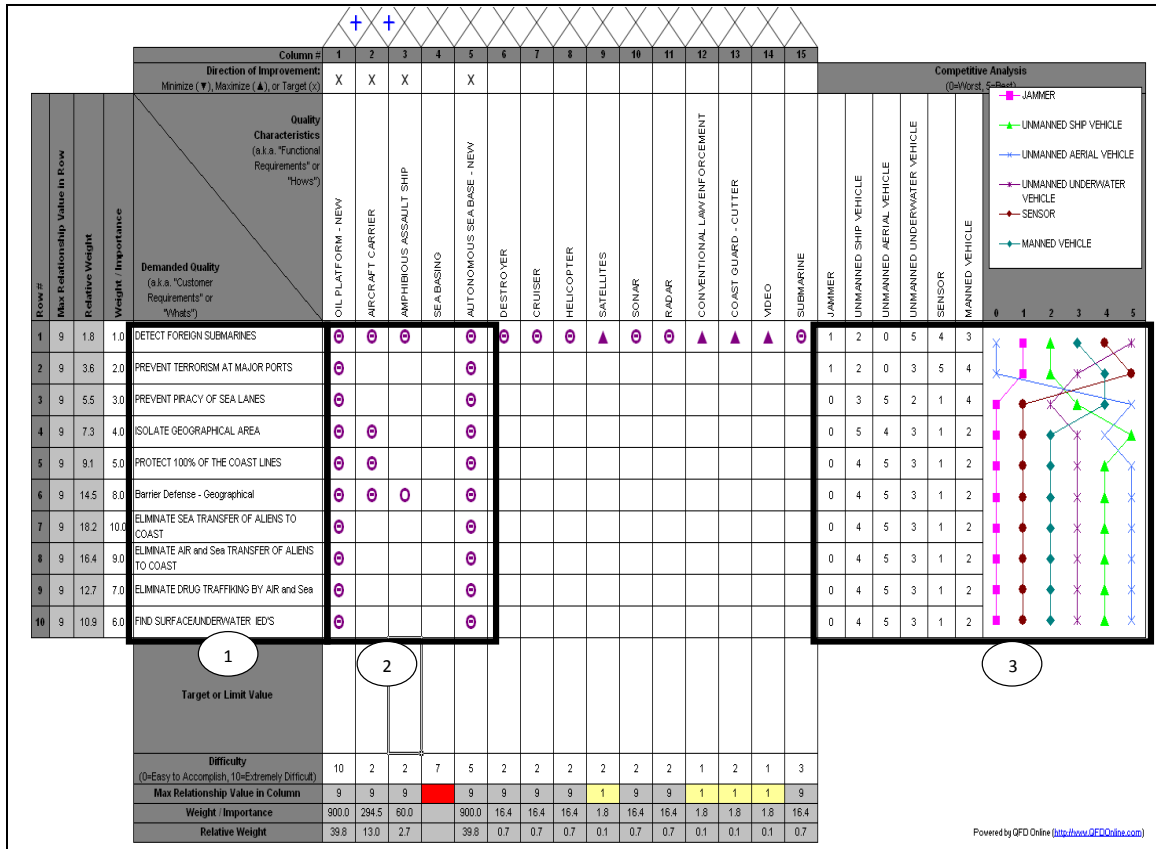 Column # 1 2 3 4 5 6 7 8 9 10 11 12 13 14 15
Direction of Improvement:
Minimize (▼), Maximize (▲), or Target (x)
X X X X
Competitive Analysis
(0=Worst, 5=Best)
JAMMER
UNMANNED SHIP VEHICLE
UNMANNED AERIAL VEHICLE
UNMANNED UNDERWATER
VEHICLE
SENSOR
MANNED VEHICLE
Row #
Max Relationship Value in Row
Relative Weight
Weight / Importance
Quality
Characteristics
(a.k.a. "Functional
Requirements" or
"Hows")
Demanded Quality
(a.k.a. "Customer
Requirements" or
"Whats")
OIL PLATFORM - NEW
AIRCRAFT CARRIER
AMPHIBIOUS ASSAULT SHIP
SEA BASING
AUTONOMOUS SEA BASE - NEW
DESTROYER
CRUISER
HELICOPTER
SATELLITES
SONAR
RADAR
CONVENTIONAL LAW ENFORCEMENT
COAST GUARD - CUTTER
VIDEO
SUBMARINE
JAMMER
UNMANNED SHIP VEHICLE
UNMANNED AERIAL VEHICLE
UNMANNED UNDERWATER VEHICLE
SENSOR
MANNED VEHICLE
0 1 2 3 4 5
1 9 1.8 1.0 DETECT FOREIGN SUBMARINES Θ Θ Θ Θ Θ Θ Θ ▲ Θ Θ ▲ ▲ ▲ Θ 1 2 0 5 4 3
2 9 3.6 2.0 PREVENT TERRORISM AT MAJOR PORTS Θ Θ 1 2 0 3 5 4
3 9 5.5 3.0 PREVENT PIRACY OF SEA LANES Θ Θ 0 3 5 2 1 4
4 9 7.3 4.0 ISOLATE GEOGRAPHICAL AREA Θ Θ Θ 0 5 4 3 1 2
5 9 9.1 5.0 PROTECT 100% OF THE COAST LINES Θ Θ Θ 0 4 5 3 1 2
6 9 14.5 8.0 Barrier Defense - Geographical Θ Θ Ο Θ 0 4 5 3 1 2
7 9 18.2 10.0 ELIMINATE SEA TRANSFER OF ALIENS TO
COAST Θ Θ 0 4 5 3 1 2
8 9 16.4 9.0 ELIMINATE AIR and Sea TRANSFER OF ALIENS
TO COAST Θ Θ 0 4 5 3 1 2
9 9 12.7 7.0 ELIMINATE DRUG TRAFFIKING BY AIR and Sea Θ Θ 0 4 5 3 1 2
10 9 10.9 6.0 FIND SURFACE/UNDERWATER IED'S Θ Θ 0 4 5 3 1 2
1 2 3
Target or Limit Value
Difficulty
(0=Easy to Accomplish, 10=Extremely Difficult)
10 2 2 7 5 2 2 2 2 2 2 1 2 1 3
Max Relationship Value in Column 9 9 9 9 9 9 9 1 9 9 1 1 1 9
Weight / Importance 900.0 294.5 60.0 900.0 16.4 16.4 16.4 1.8 16.4 16.4 1.8 1.8 1.8 16.4
Relative Weight 39.8 13.0 2.7 39.8 0.7 0.7 0.7 0.1 0.7 0.7 0.1 0.1 0.1 0.7
Powered by QFD Online (http://www.QFDOnline.com)